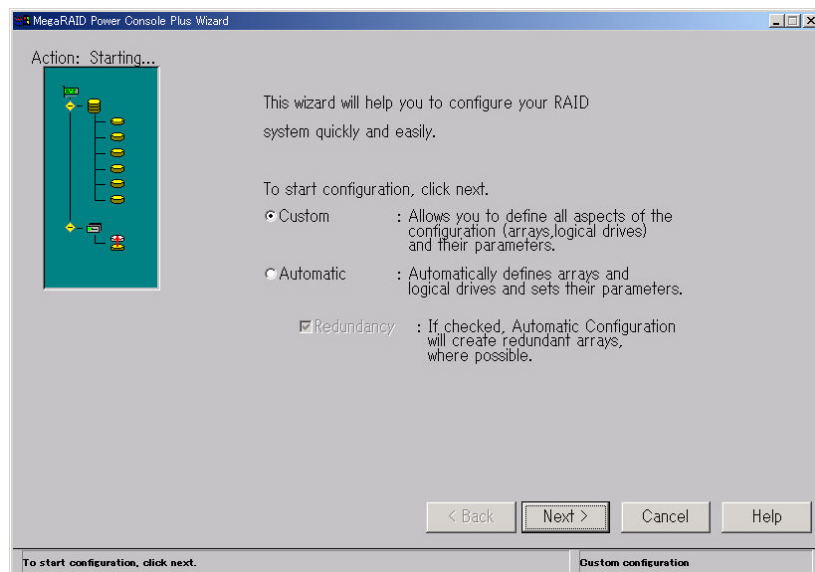 MegaRAID Power Console Plus Wizard
Action: Starting...
This wizard will help you to configure your RAID
system quickly and easily.
To start configuration, click next.
Custom : Allows you to define all aspects of the
configuration (arrays,logical drives)
and their parameters.
Automatic : Automatically defines arrays and
logical drives and sets their parameters.
Redundancy : If checked, Automatic Configuration
will create redundant arrays,
where possible.
< Back Next > Cancel Help
To start configuration, click next. Custom configuration